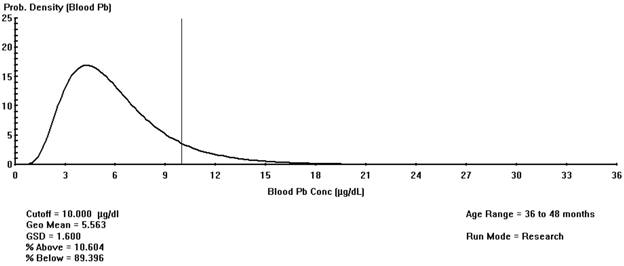 Prob. Density (Blood Pb)
25
20
15
10
5
0
0 3 6 9 12 15 18 21 24 27 30 33 36
Blood Pb Conc (µg/dL)
Cutoff = 10.000 µg/dl
Geo Mean = 5.563
GSD = 1.600
% Above = 10.604
% Below = 89.396
Age Range = 36 to 48 months
Run Mode = Research